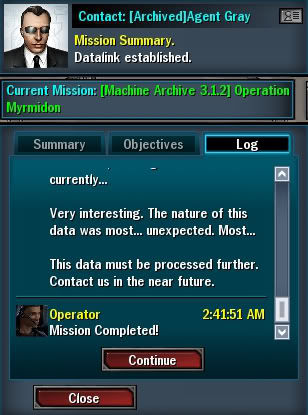 Contact: [Archived]Agent Gray
Mission Summary.
Datalink established.
Current Mission: [Machine Archive 3.1.2] Operation
Myrmidon
Summary
Objectives
Log
currently...
Very interesting. The nature of this
data was most... unexpected. Most...
This data must be processed further.
Contact us in the near future.
Operator 2:41:51 AM
Mission Completed!
Continue
Close